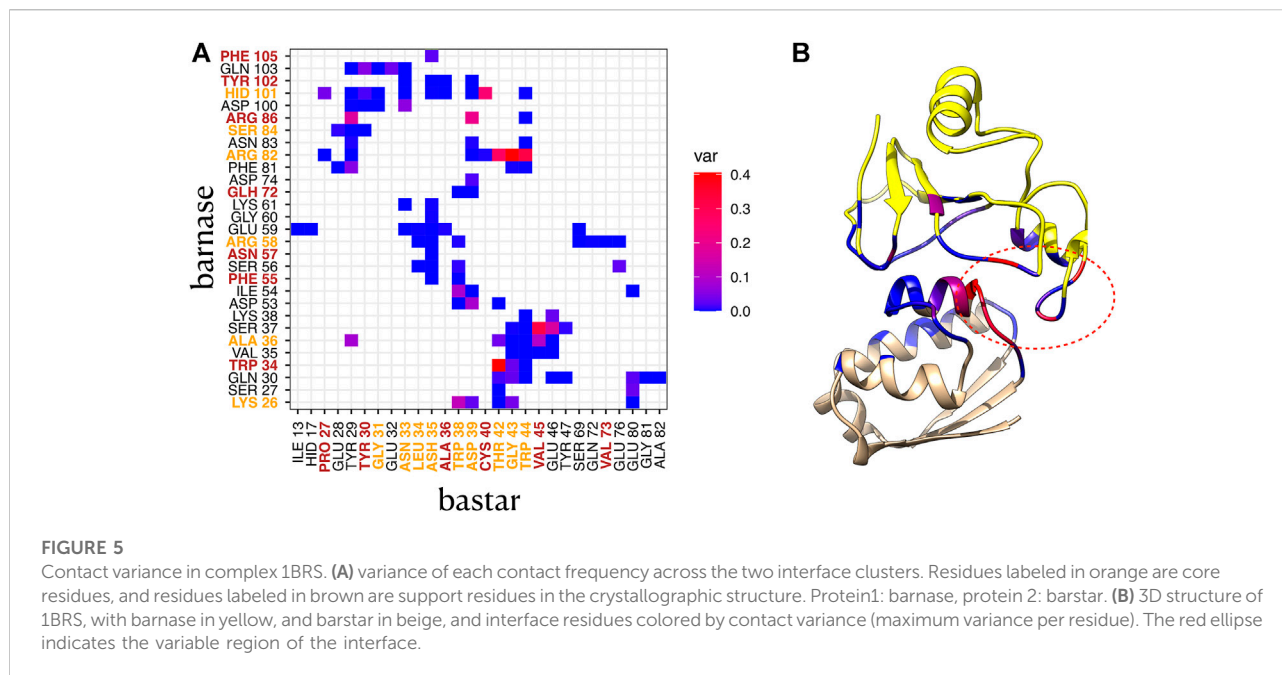 A
B
PHE 105
GLN 103
TYR 102
HID 101
ASP 100
ARG 86
SER 84
ASN 83
ARG 82
PHE 81
ASP 74
GLH 72
LYS 61
GLY 60
GLU 59
ARG 58
ASN 57
SER 56
PHE 55
ILE 54
ASP 53
LYS 38
SER 37
ALA 36
VAL 35
TRP 34
GLN 30
SER 27
LYS 26
barnase
ILE 13
HID 17
PRO 27
GLU 28
TYR 29
TYR 30
GLY 31
GLU 32
ASN 33
LEU 34
ASH 35
ALA 36
TRP 38
ASP 39
CYS 40
THR 42
GLY 43
TRP 44
VAL 45
GLU 46
TYR 47
SER 69
GLN 72
VAL 73
GLU 76
GLU 80
GLY 81
ALA 82
bastar
var
0.4
0.3
0.2
0.1
0.0
FIGURE 5
Contact variance in complex 1BRS. (A) variance of each contact frequency across the two interface clusters. Residues labeled in orange are core
residues, and residues labeled in brown are support residues in the crystallographic structure. Protein1: barnase, protein 2: barstar. (B) 3D structure of
1BRS, with barnase in yellow, and barstar in beige, and interface residues colored by contact variance (maximum variance per residue). The red ellipse
indicates the variable region of the interface.